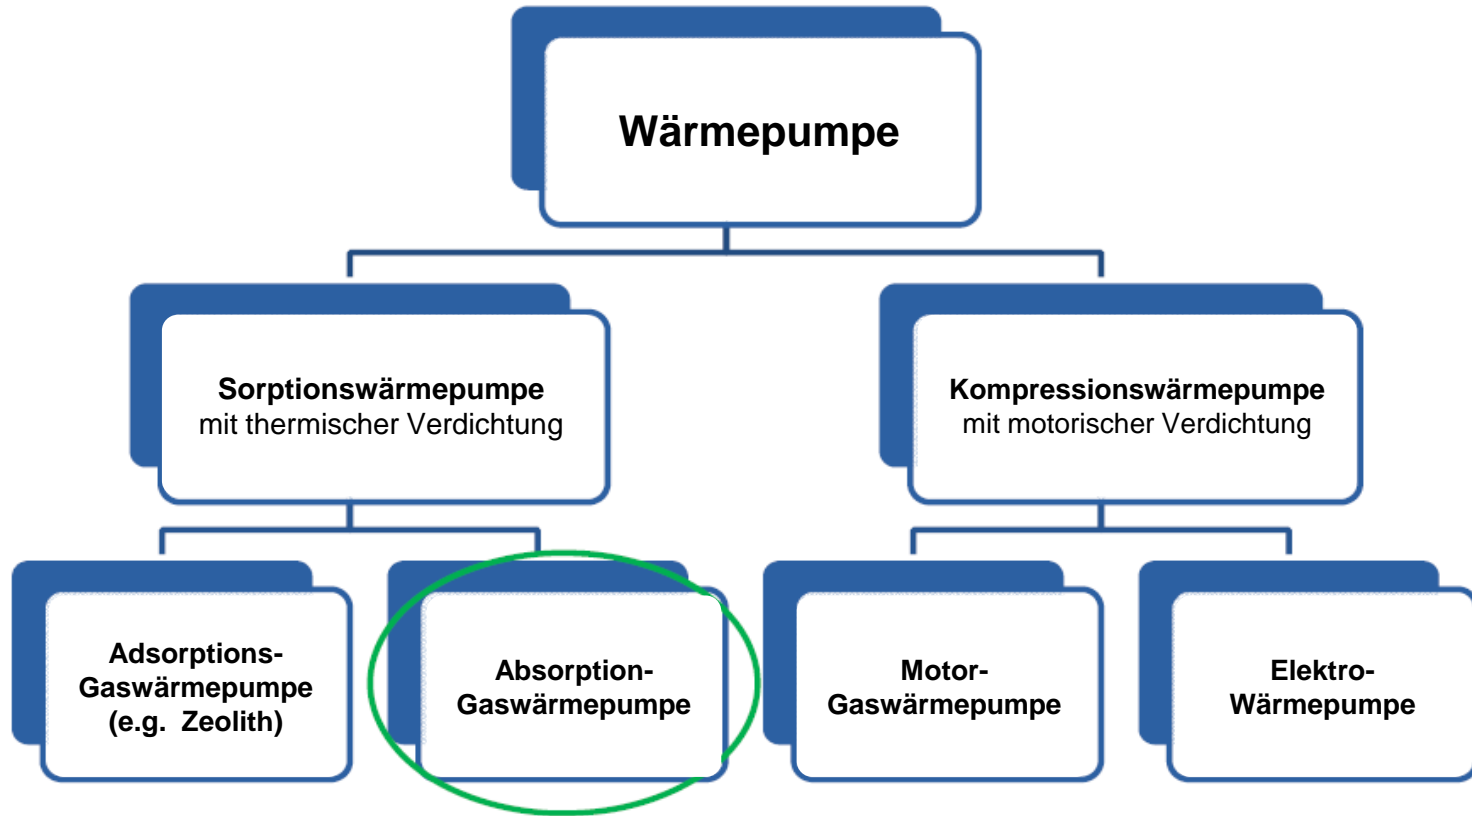 Wärmepumpe
Sorptionswärmepumpe
mit thermischer Verdichtung
Kompressionswärmepumpe
mit motorischer Verdichtung
Adsorptions-
Gaswärmepumpe
(e.g. Zeolith)
Absorption-
Gaswärmepumpe
Motor-
Gaswärmepumpe
Elektro-
Wärmepumpe